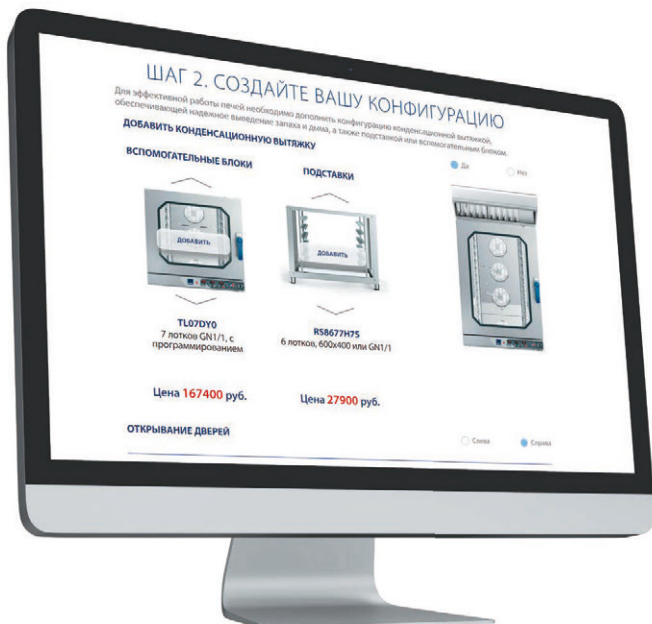 ШАГ 2. СОЗДАЙТЕ ВАШУ КОНФИГУРАЦИЮ
Для эффективной работы печей необходимо дополнить конфигурацию конденсационной вытяжкой,
обеспечивающей надежное выведение запаха и дыма, а также подставкой или вспомогательным блоком.
ДОБАВИТЬ КОНДЕНСАЦИОННУЮ ВЫТЯЖКУ
Да
Нет
ВСПОМОГАТЕЛЬНЫЕ БЛОКИ
ПОДСТАВКИ
ДОБАВИТЬ
ДОБАВИТЬ
TL07DY0
7 лотков GN1/1, с
программированием
RS8677H75
6 лотков, 600x400 или GN1/1
Цена 167400 руб.
Цена 27900 руб.
ОТКРЫВАНИЕ ДВЕРЕЙ
Слева
Справа